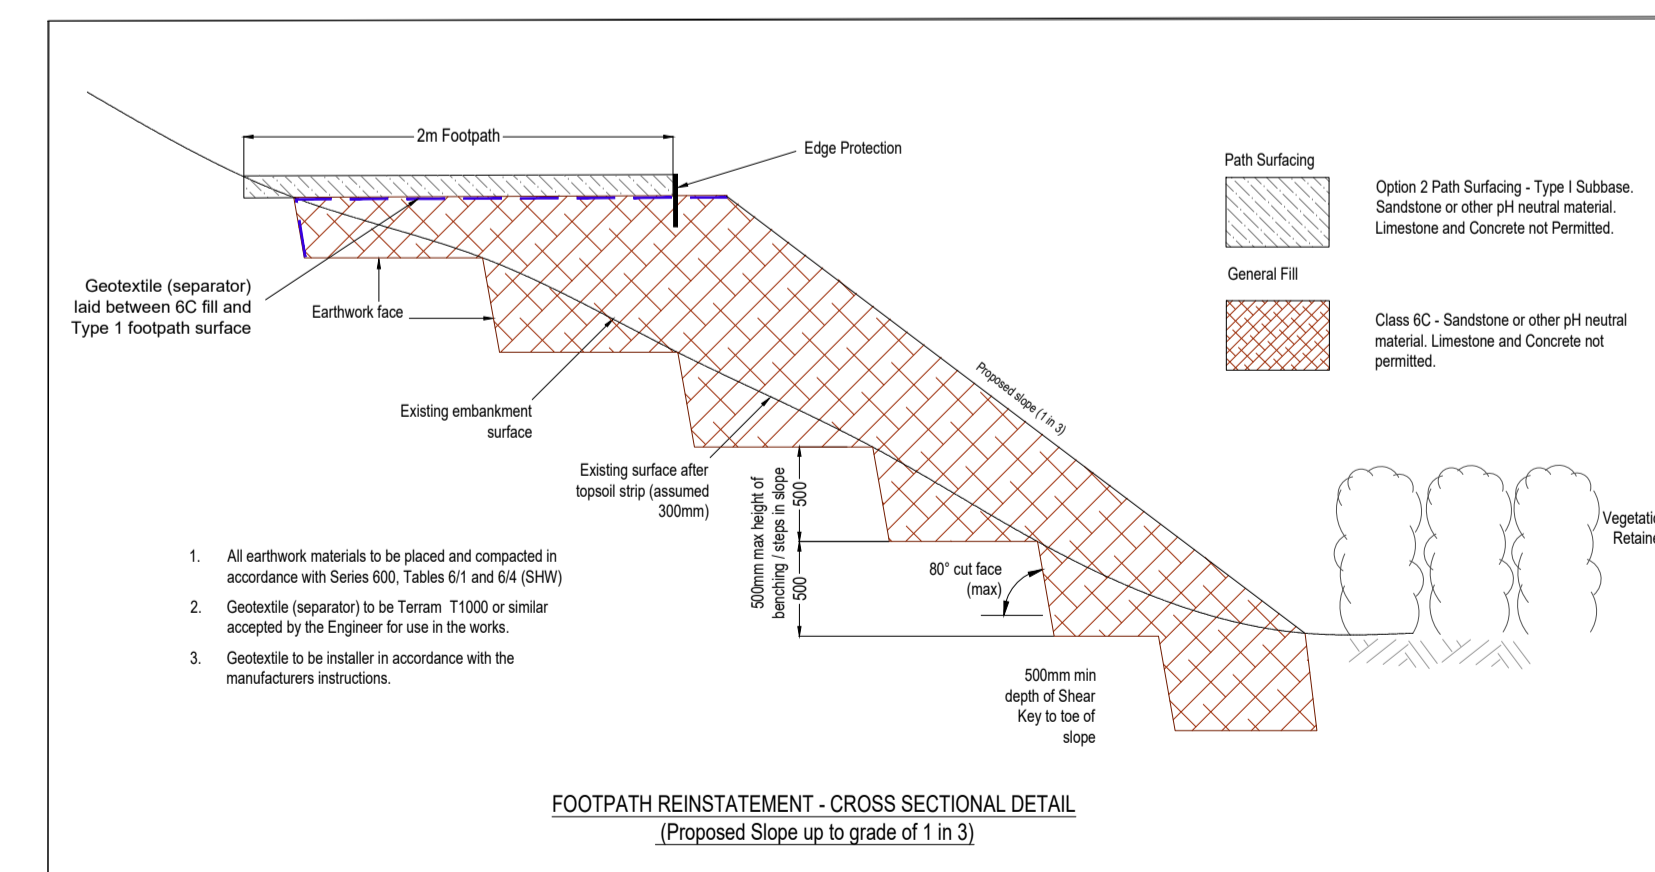 2m Footpath
Edge Protection
Path Surfacing
Option 2 Path Surfacing - Type I Subbase.
Sandstone or other pH neutral material.
Limestone and Concrete not Permitted.
General Fill
Class 6C - Sandstone or other pH neutral
material. Limestone and Concrete not
permitted.
Geotextile (separator)
laid between 6C fill and
Type 1 footpath surface
Earthwork face
Existing embankment
surface
Proposed slope (1 in 3)
Existing surface after
topsoil strip (assumed
300mm)
500mm max height of
benching / steps in slope
500
500
80° cut face
(max)
Vegetatio
Retaine
1. All earthwork materials to be placed and compacted in
accordance with Series 600, Tables 6/1 and 6/4 (SHW)
2. Geotextile (separator) to be Terram T1000 or similar
accepted by the Engineer for use in the works.
3. Geotextile to be installer in accordance with the
manufacturers instructions.
500mm min
depth of Shear
Key to toe of
slope
FOOTPATH REINSTATEMENT - CROSS SECTIONAL DETAIL
(Proposed Slope up to grade of 1 in 3)